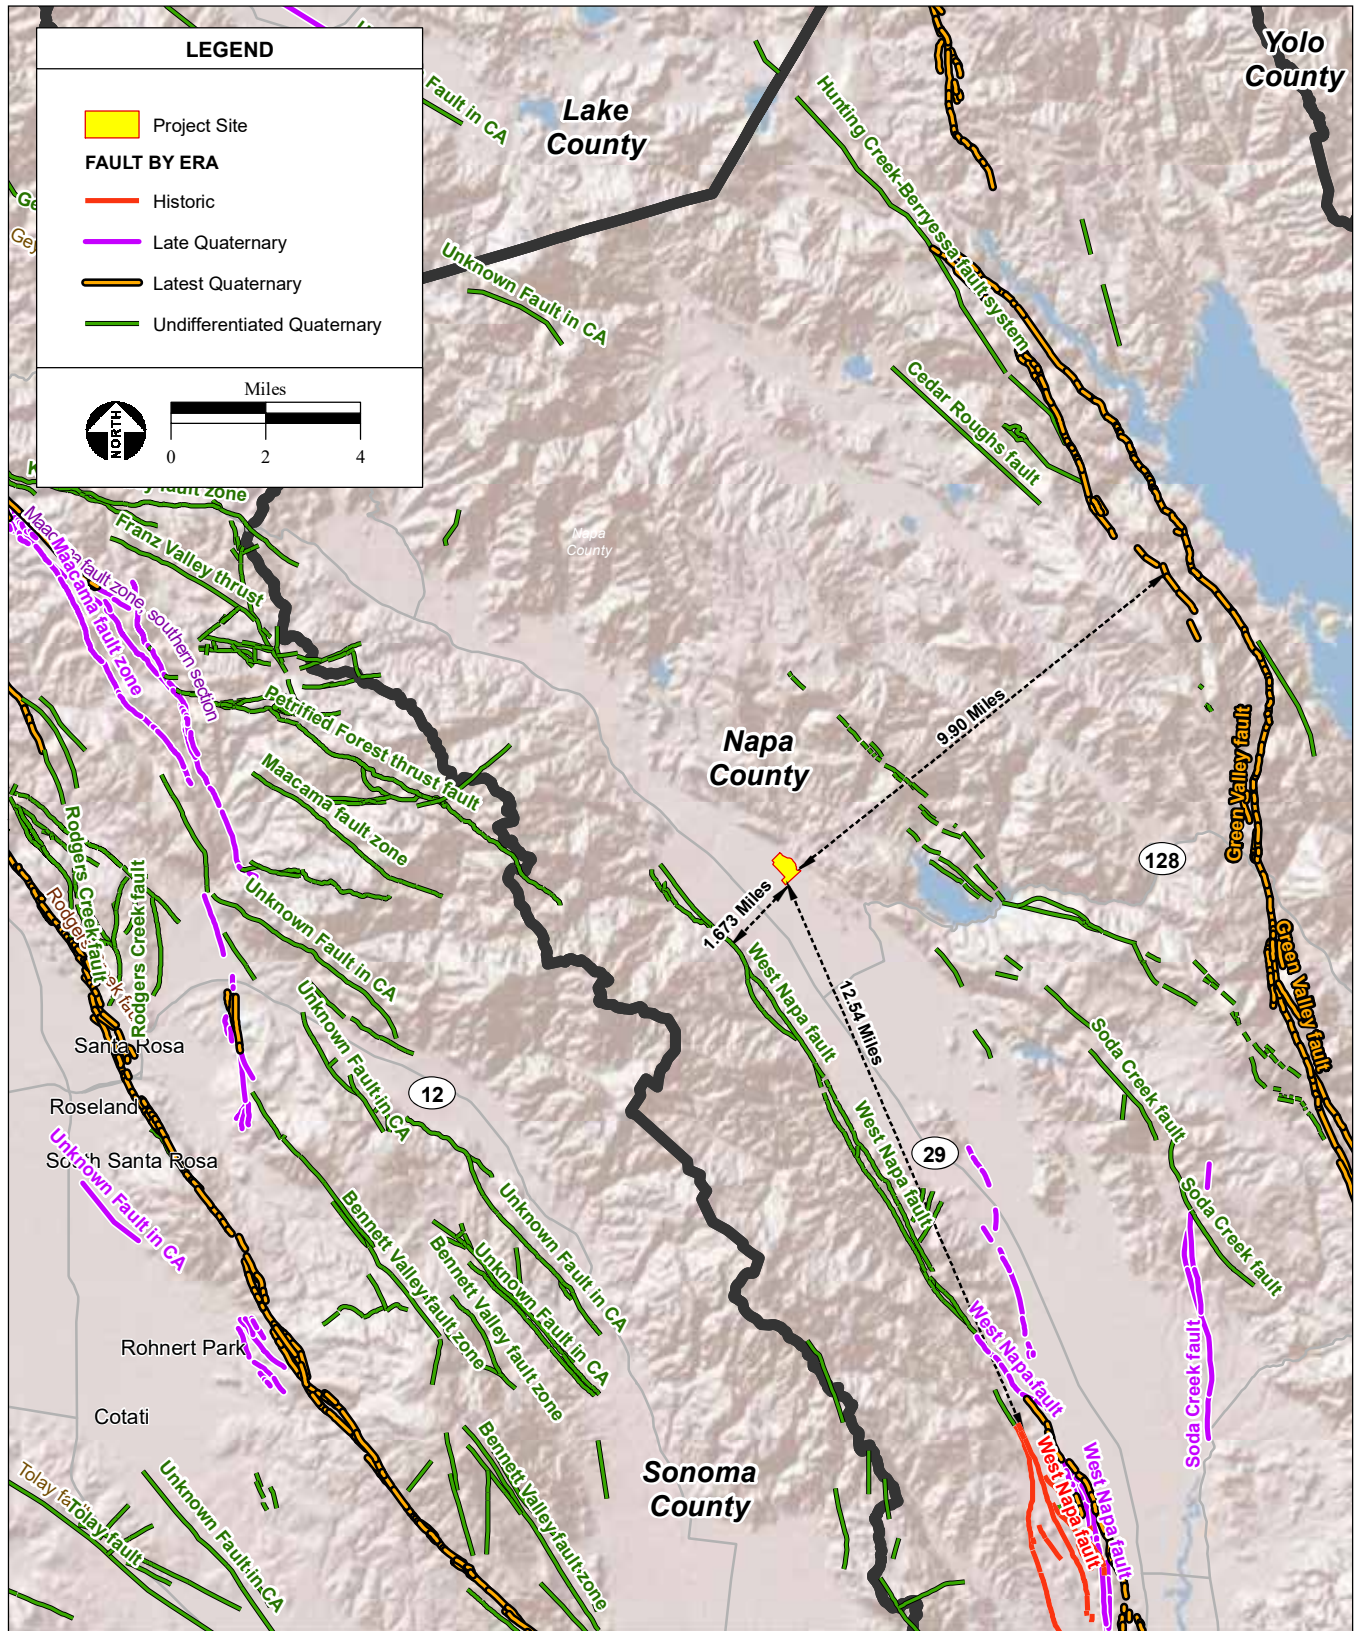 LEGEND
Project Site
FAULT BY ERA
Historic
Late Quaternary
Latest Quaternary
Undifferentiated Quaternary
Miles
NORTH
0 2 4
Yolo
County
Lake
County
Fault in CA
Hunting Creek-Berryessa fault system
Unknown Fault in CA
Cedar Roughs fault
Ge
Gey
fault zone
Franz Valley thrust
Maacama fault zone, southern section
Maacama fault zone
Napa
County
Petrified Forest thrust fault
Maacama fault zone
Napa
County
9.90 Miles
Green Valley fault
128
Rodgers Creek fault
Rodgers Creek fault
Unknown Fault in CA
1.673 Miles
West Napa fault
12.54 Miles
Green Valley fault
Unknown Fault in CA
Santa Rosa
Roseland
South Santa Rosa
Unknown Fault in CA
12
Soda Creek fault
West Napa fault
29
Soda Creek fault
Bennett Valley fault zone
Unknown Fault in CA
Bennett Valley fault zone
Unknown Fault in CA
West Napa fault
Soda Creek fault
Rohnert Park
Cotati
Sonoma
County
West Napa fault
West Napa fault
Bennett Valley fault zone
Tolay fault
Unknown Fault in CA